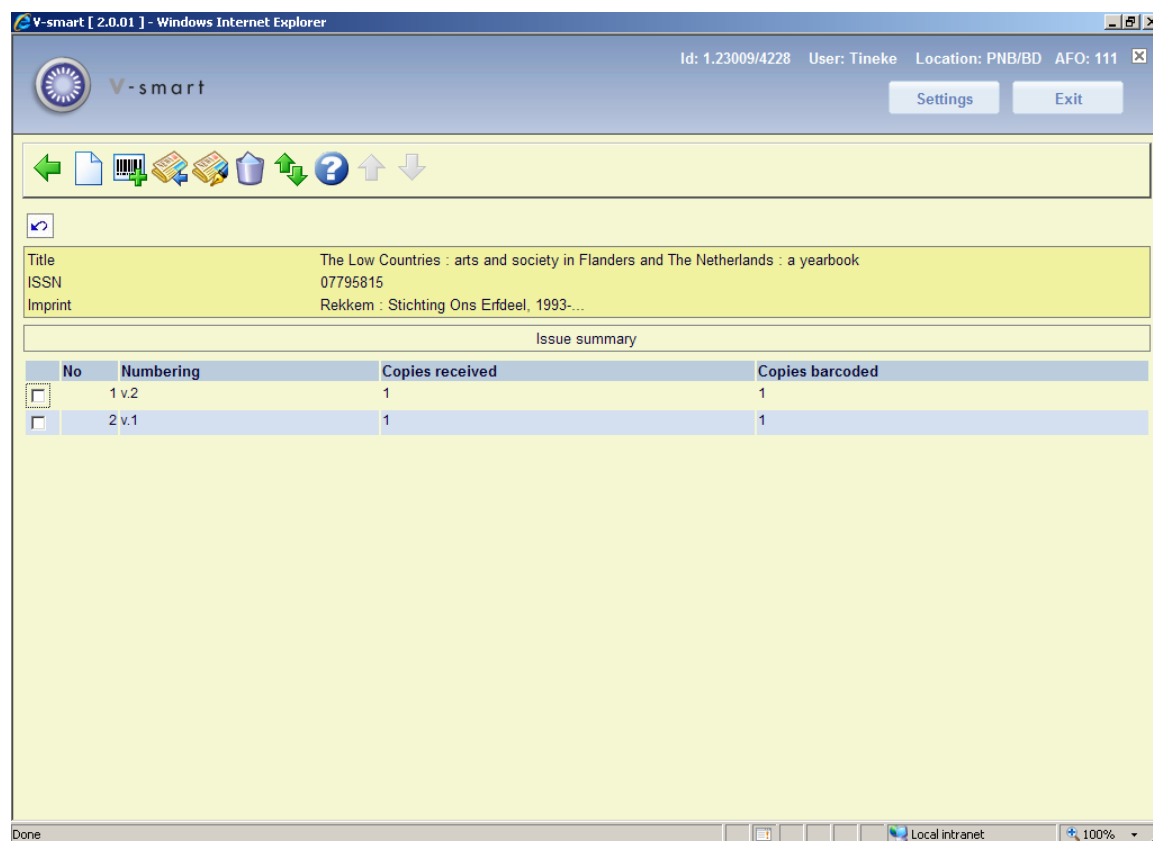 V-smart [ 2.0.01 ] - Windows Internet Explorer
Id: 1.23009/4228 User: Tineke Location: PNB/BD AFO: 111
V-smart
Settings Exit
Title The Low Countries : arts and society in Flanders and The Netherlands : a yearbook
ISSN 07795815
Imprint Rekkem : Stichting Ons Erfdeel, 1993-...
Issue summary
No Numbering Copies received Copies barcoded
1 v.2 1 1
2 v.1 1 1
Done Local intranet 100%